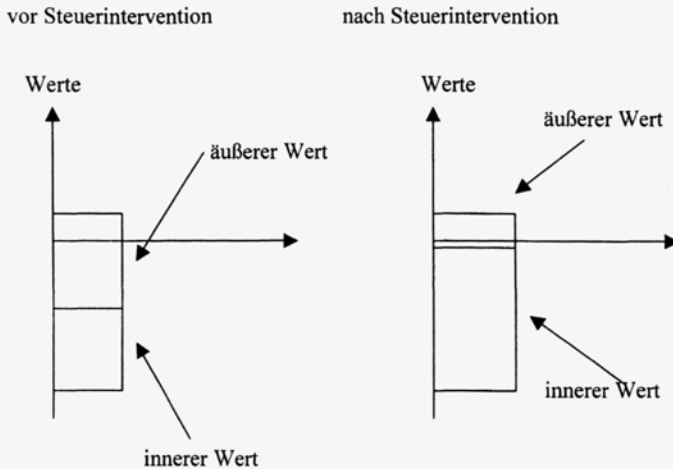 vor Steuerintervention
nach Steuerintervention
Werte
äußerer Wert
innerer Wert
Werte
äußerer Wert
innerer Wert